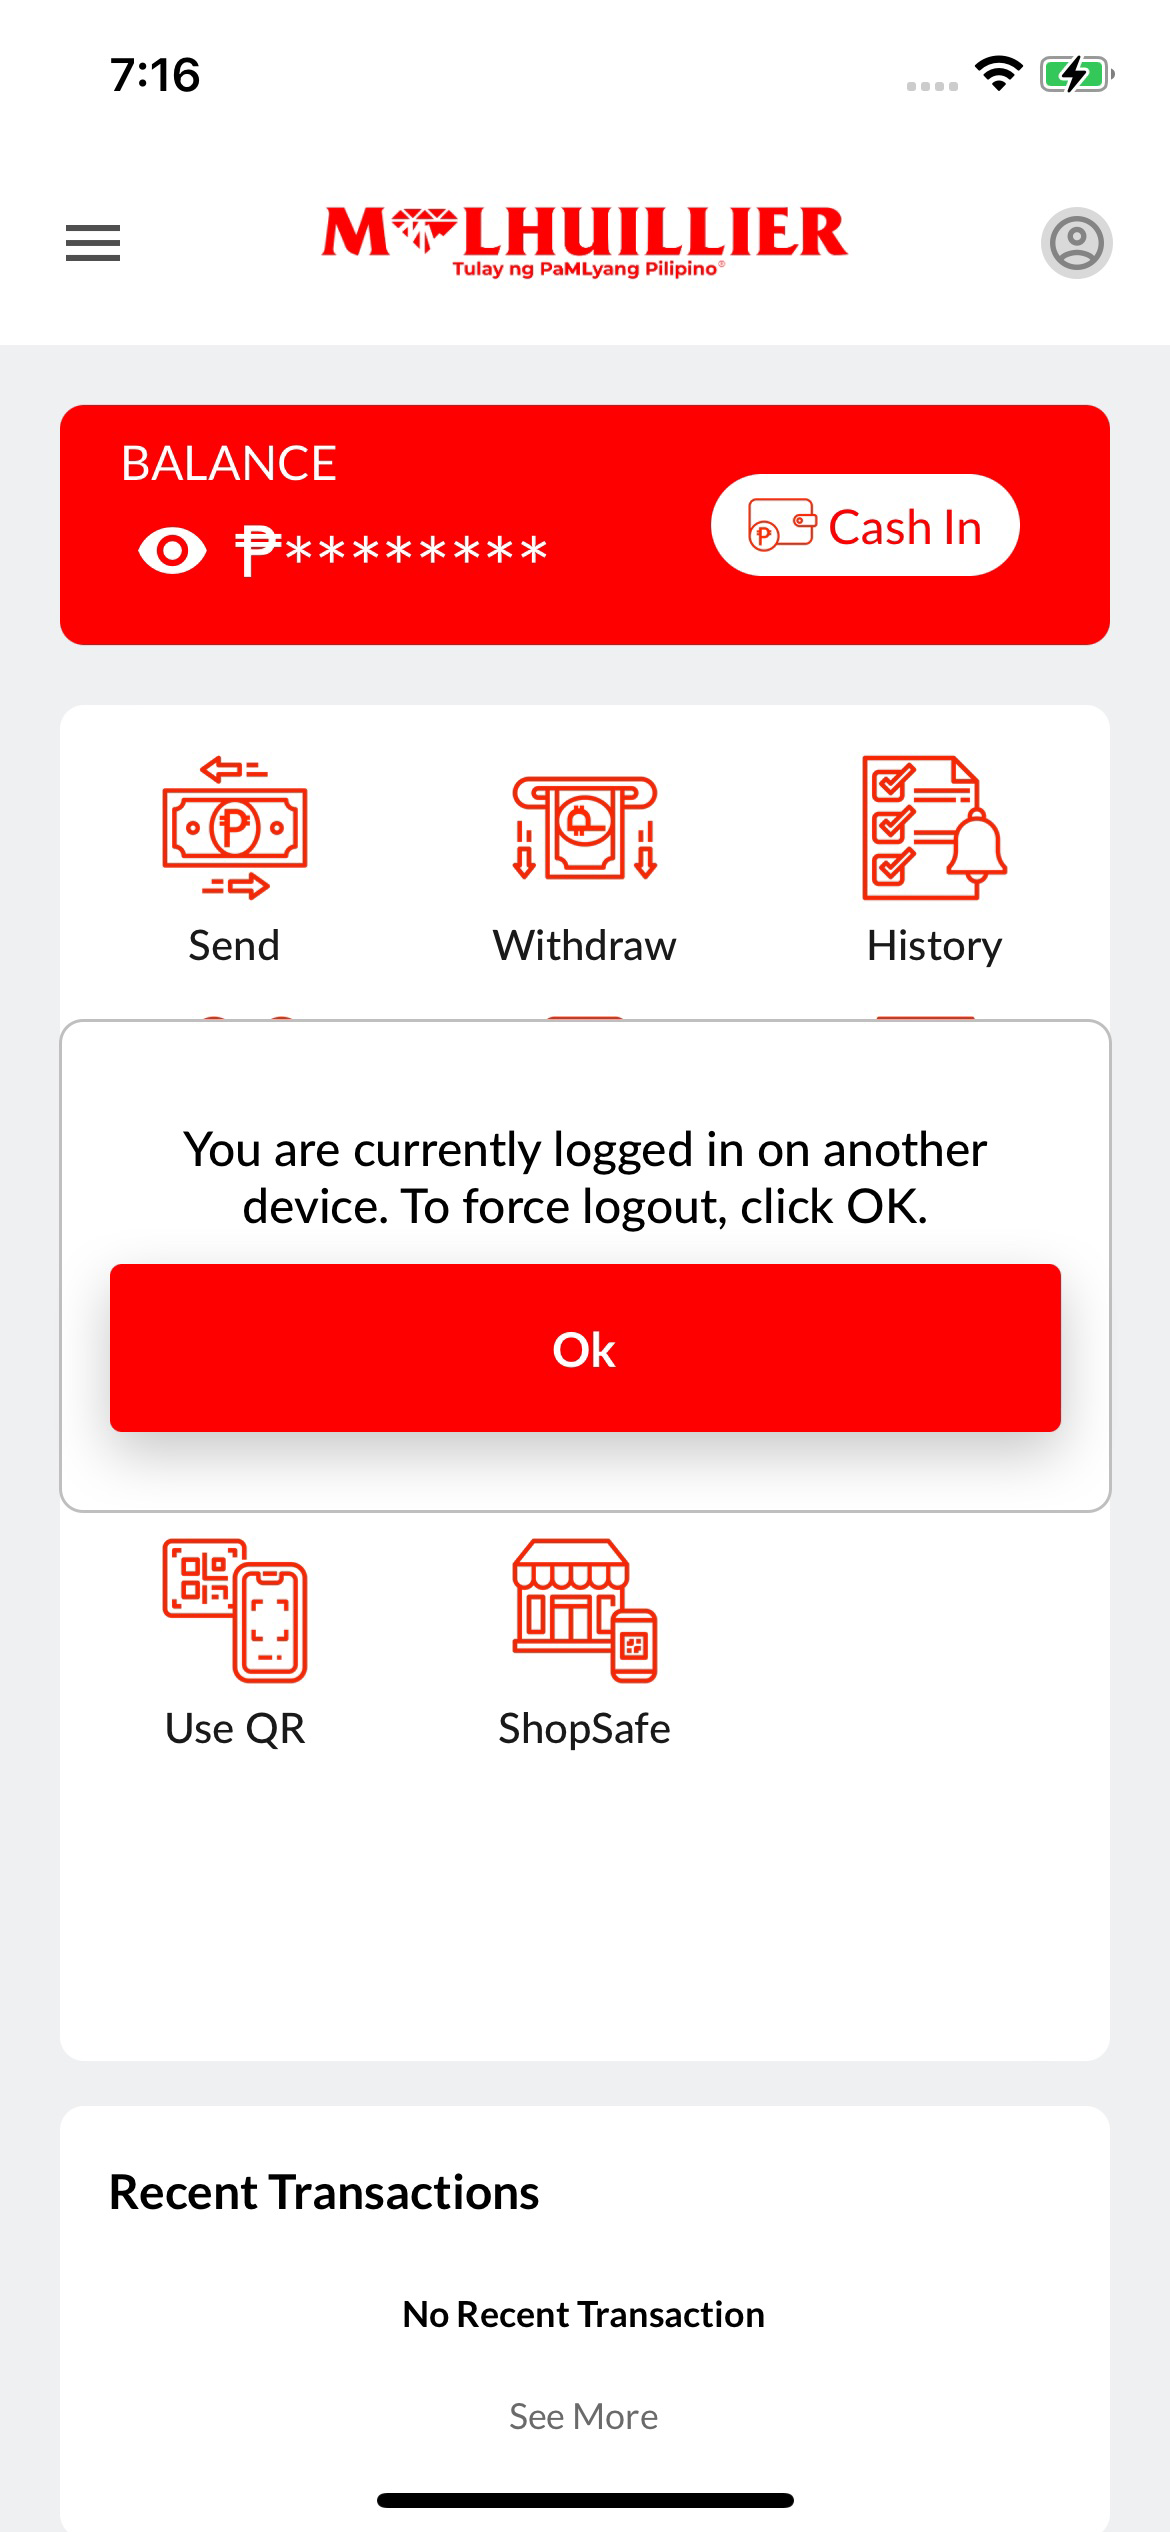 7:16
M LHUILLIER
Tulay ng PaMLyang Pilipino®
BALANCE
₱********
Cash In
Send
Withdraw
History
You are currently logged in on another
device. To force logout, click OK.
Ok
Use QR
ShopSafe
Recent Transactions
No Recent Transaction
See More